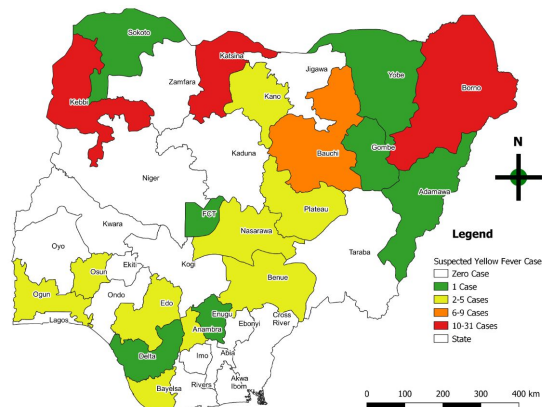 Sokoto
Katsina
Jigawa
Yobe
Borno
Zamfara
Kebbi
Kano
Gombe
Kaduna
Bauchi
Niger
Adamawa
N
FCT
Plateau
Kwara
Nasarawa
Oyo
Taraba
Legend
Kogi
Ekiti
Osun
Benue
Suspected Yellow Fever Case
Zero Case
1 Case
2-5 Cases
6-9 Cases
10-31 Cases
State
Ogun
Ondo
Edo
Lagos
Enugu
Anambra
Ebonyi
Cross
River
Delta
Imo
Abia
Bayelsa
Rivers
Akwa
Ibom
0 100 200 300 400 km